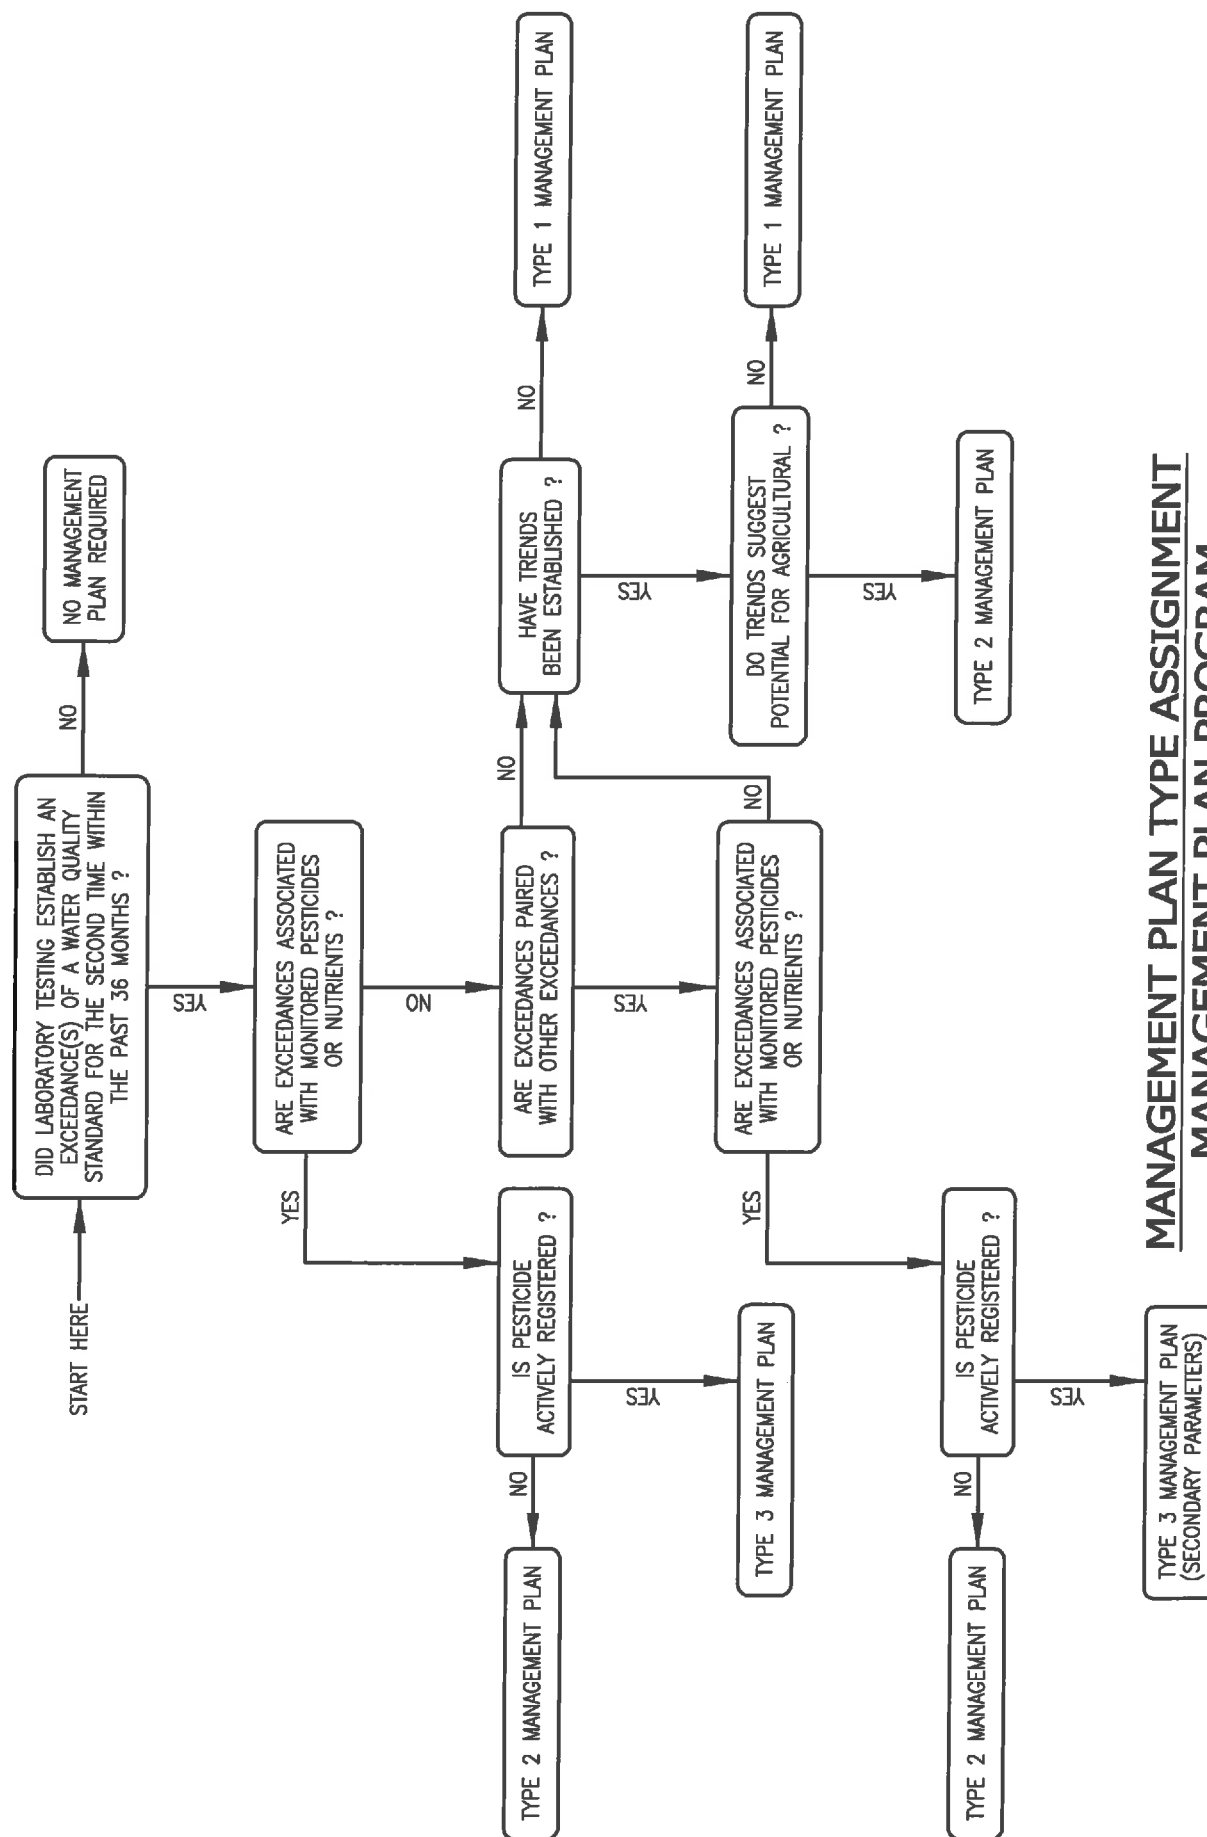 START HERE
DID LABORATORY TESTING ESTABLISH AN
EXCEEDANCE(S) OF A WATER QUALITY
STANDARD FOR THE SECOND TIME WITHIN
THE PAST 36 MONTHS ?
NO
NO MANAGEMENT
PLAN REQUIRED
YES
ARE EXCEEDANCES ASSOCIATED
WITH MONITORED PESTICIDES
OR NUTRIENTS ?
YES
NO
IS PESTICIDE
ACTIVELY REGISTERED ?
NO
TYPE 2 MANAGEMENT PLAN
YES
TYPE 3 MANAGEMENT PLAN
ARE EXCEEDANCES PAIRED
WITH OTHER EXCEEDANCES ?
NO
YES
HAVE TRENDS
BEEN ESTABLISHED ?
NO
TYPE 1 MANAGEMENT PLAN
YES
ARE EXCEEDANCES ASSOCIATED
WITH MONITORED PESTICIDES
OR NUTRIENTS ?
NO
YES
DO TRENDS SUGGEST
POTENTIAL FOR AGRICULTURAL ?
NO
TYPE 1 MANAGEMENT PLAN
YES
TYPE 2 MANAGEMENT PLAN
IS PESTICIDE
ACTIVELY REGISTERED ?
NO
TYPE 2 MANAGEMENT PLAN
YES
TYPE 3 MANAGEMENT PLAN
(SECONDARY PARAMETERS)
MANAGEMENT PLAN TYPE ASSIGNMENT
MANAGEMENT PLAN PROGRAM